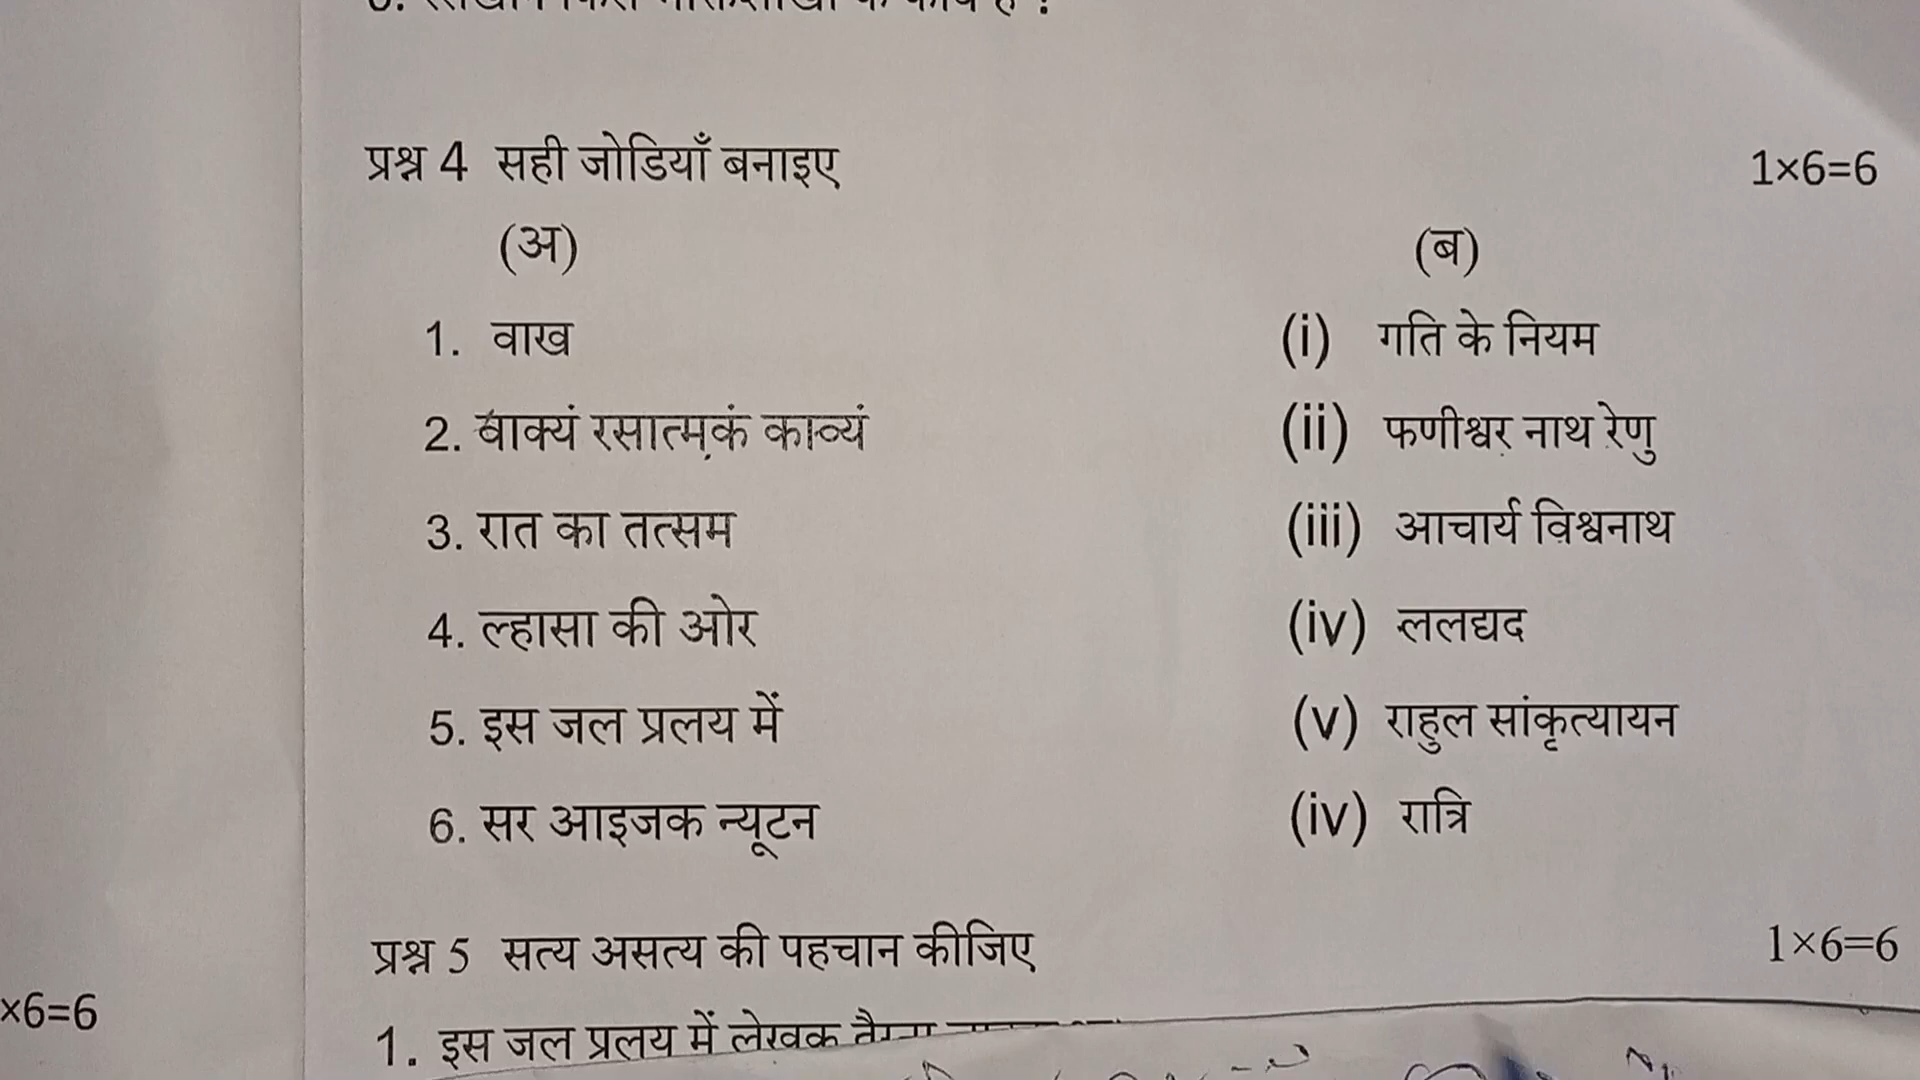 प्रश्न 4 सही जोडियाँ बनाइए 1×6=6
(अ) (ब)
1. वाख (i) गति के नियम
2. वाक्यं रसात्मकं काव्यं (ii) फणीश्वर नाथ रेणु
3. रात का तत्सम (iii) आचार्य विश्वनाथ
4. ल्हासा की ओर (iv) ललद्यद
5. इस जल प्रलय में (v) राहुल सांकृत्यायन
6. सर आइजक न्यूटन (iv) रात्रि
प्रश्न 5 सत्य असत्य की पहचान कीजिए 1×6=6
×6=6
1. इस जल प्रलय में लेखक